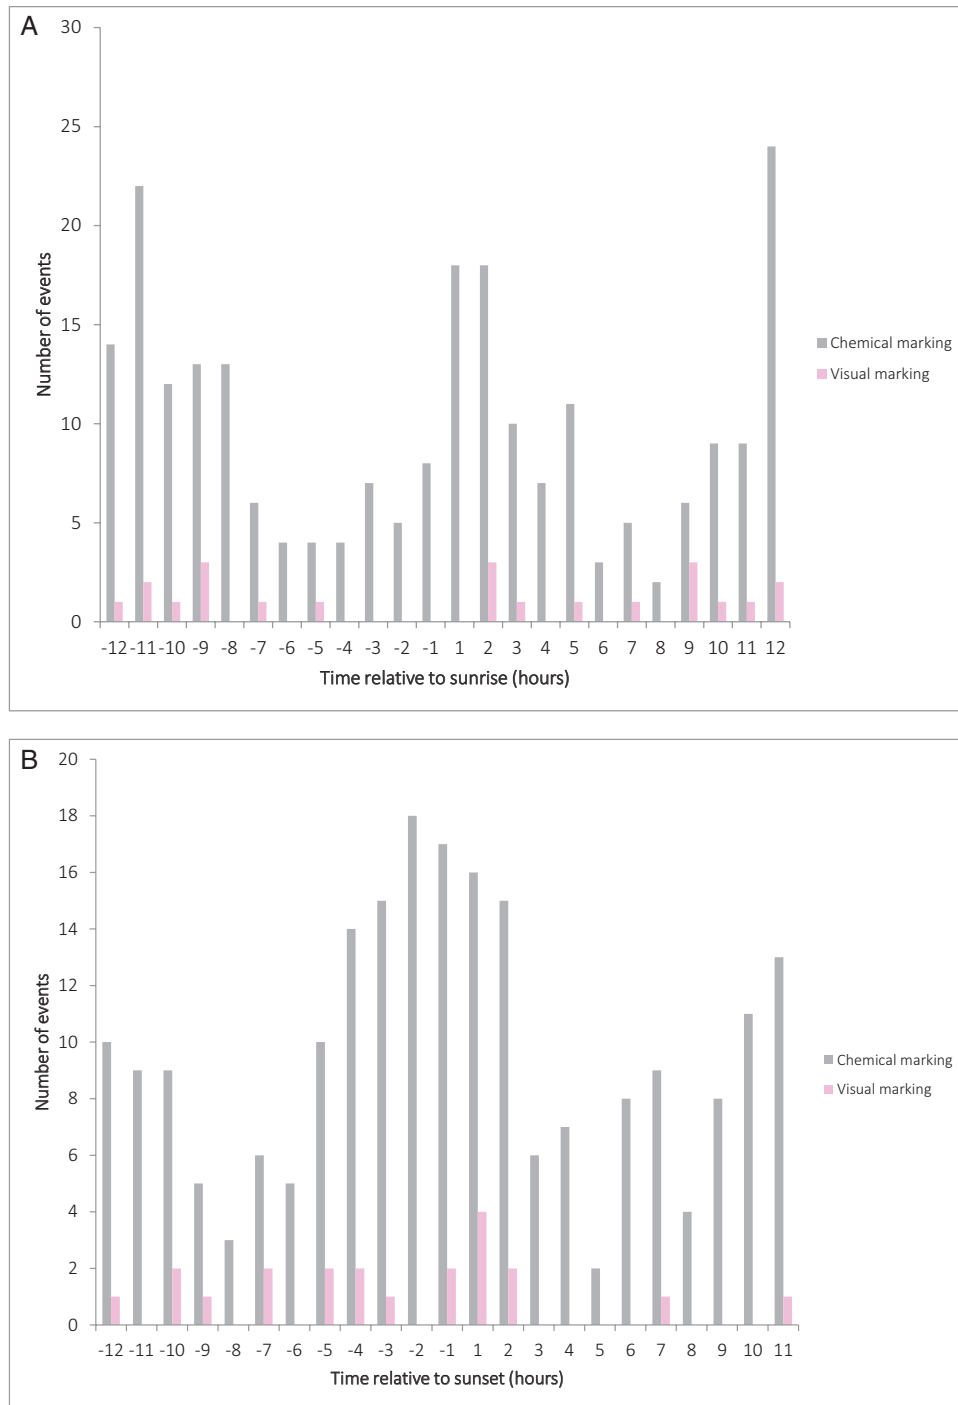 A
30
25
20
15
10
5
0
Number of events
-12 -11 -10 -9 -8 -7 -6 -5 -4 -3 -2 -1 1 2 3 4 5 6 7 8 9 10 11 12
Time relative to sunrise (hours)
Chemical marking
Visual marking
B
20
18
16
14
12
10
8
6
4
2
0
Number of events
-12 -11 -10 -9 -8 -7 -6 -5 -4 -3 -2 -1 1 2 3 4 5 6 7 8 9 10 11
Time relative to sunset (hours)
Chemical marking
Visual marking